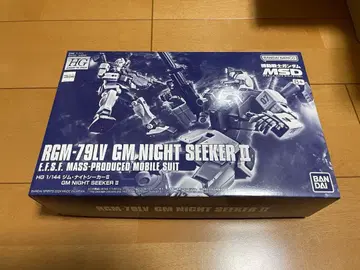 HG
機動戦士ガンダム
MSD
RGM-79LV GM NIGHT SEEKER II
E.F.S.F. MASS-PRODUCED MOBILE SUIT
HG 1/144 ジム・ナイトシーカーII
GM NIGHT SEEKER II
BAN
DAI
RGM-79LV GM NIGHT SEEKER II